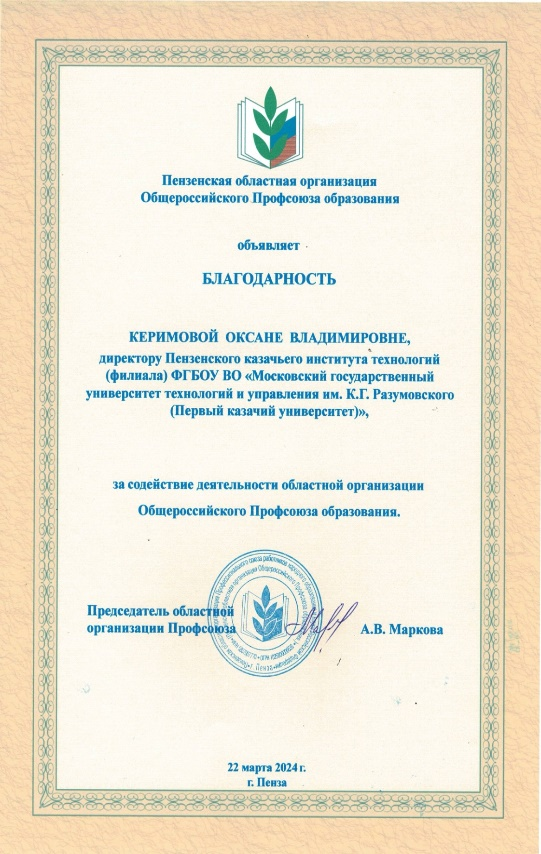 Пензенская областная организация
Общероссийского Профсоюза образования
объявляет
БЛАГОДАРНОСТЬ
КЕРИМОВОЙ ОКСАНЕ ВЛАДИМИРОВНЕ,
директору Пензенского казачьего института технологий
(филиала) ФГБОУ ВО «Московский государственный
университет технологий и управления им. К.Г. Разумовского
(Первый казачий университет)»,
за содействие деятельности областной организации
Общероссийского Профсоюза образования.
Председатель областной
организации Профсоюза
А.В. Маркова
22 марта 2024 г.
г. Пенза